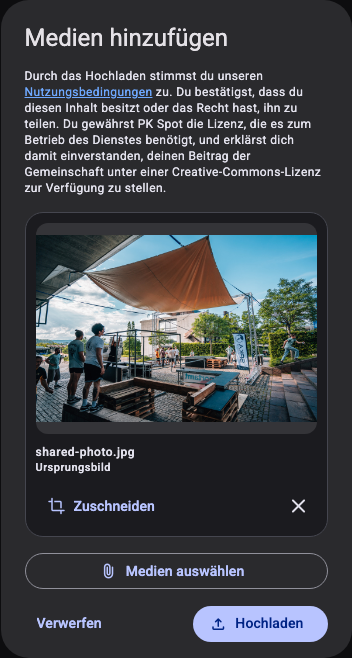 Medien hinzufügen
Durch das Hochladen stimmst du unseren
Nutzungsbedingungen zu. Du bestätigst, dass du
diesen Inhalt besitzt oder das Recht hast, ihn zu
teilen. Du gewährst PK Spot die Lizenz, die es zum
Betrieb des Dienstes benötigt, und erklärst dich
damit einverstanden, deinen Beitrag der
Gemeinschaft unter einer Creative-Commons-Lizenz
zur Verfügung zu stellen.
shared-photo.jpg
Ursprungsbild
Zuschneiden
Medien auswählen
Verwerfen
Hochladen